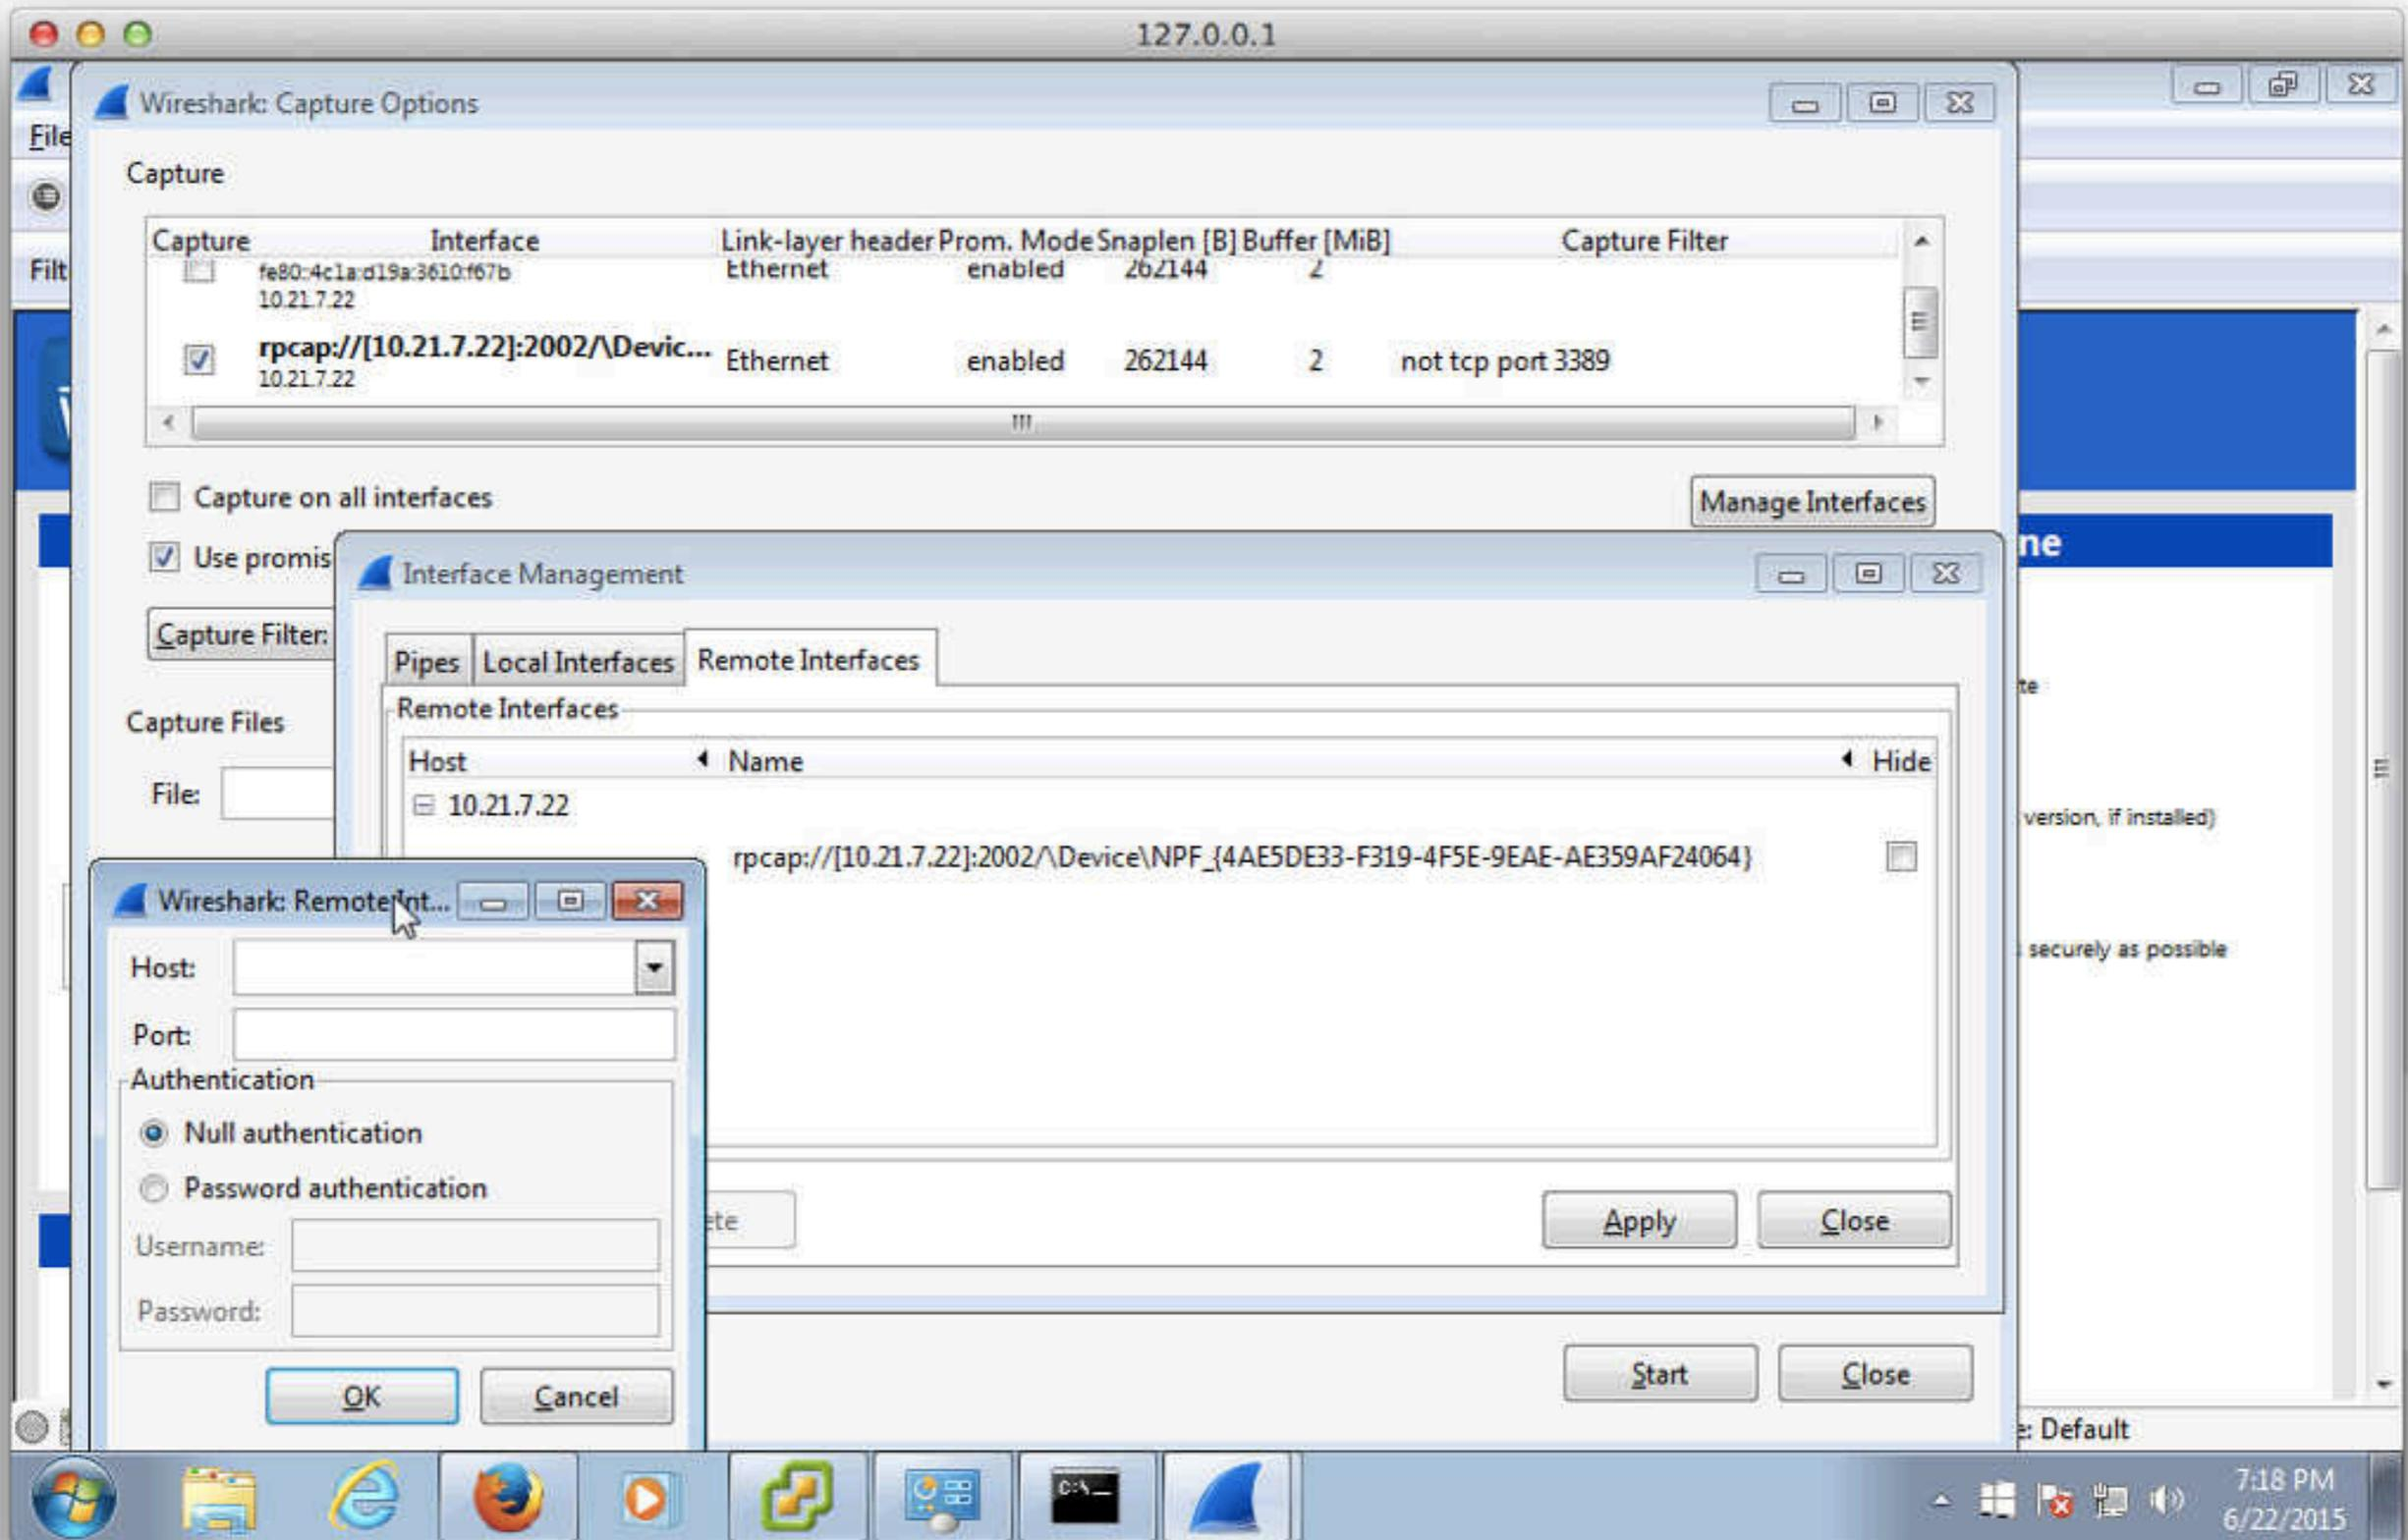 127.0.0.1
Wireshark: Capture Options
File
Capture
Capture Interface Link-layer header Prom. Mode Snaplen [B] Buffer [MiB] Capture Filter
Filt
fe80:4c1a:d19a:3610:f67b Ethernet enabled 262144 2
10.21.7.22
rpcap://[10.21.7.22]:2002/\Devic... Ethernet enabled 262144 2 not tcp port 3389
10.21.7.22
Capture on all interfaces
Manage Interfaces
Use promis
ne
Interface Management
Capture Filter:
Pipes Local Interfaces Remote Interfaces
te
Remote Interfaces
Capture Files
Host Name Hide
File:
10.21.7.22
version, if installed)
rpcap://[10.21.7.22]:2002/\Device\NPF_{4AE5DE33-F319-4F5E-9EAE-AE359AF24064}
Wireshark: Remote Int...
securely as possible
Host:
Port:
Authentication
Null authentication
Password authentication
ete
Apply
Close
Username:
Password:
Start
Close
OK
Cancel
e: Default
C:\_
7:18 PM
6/22/2015